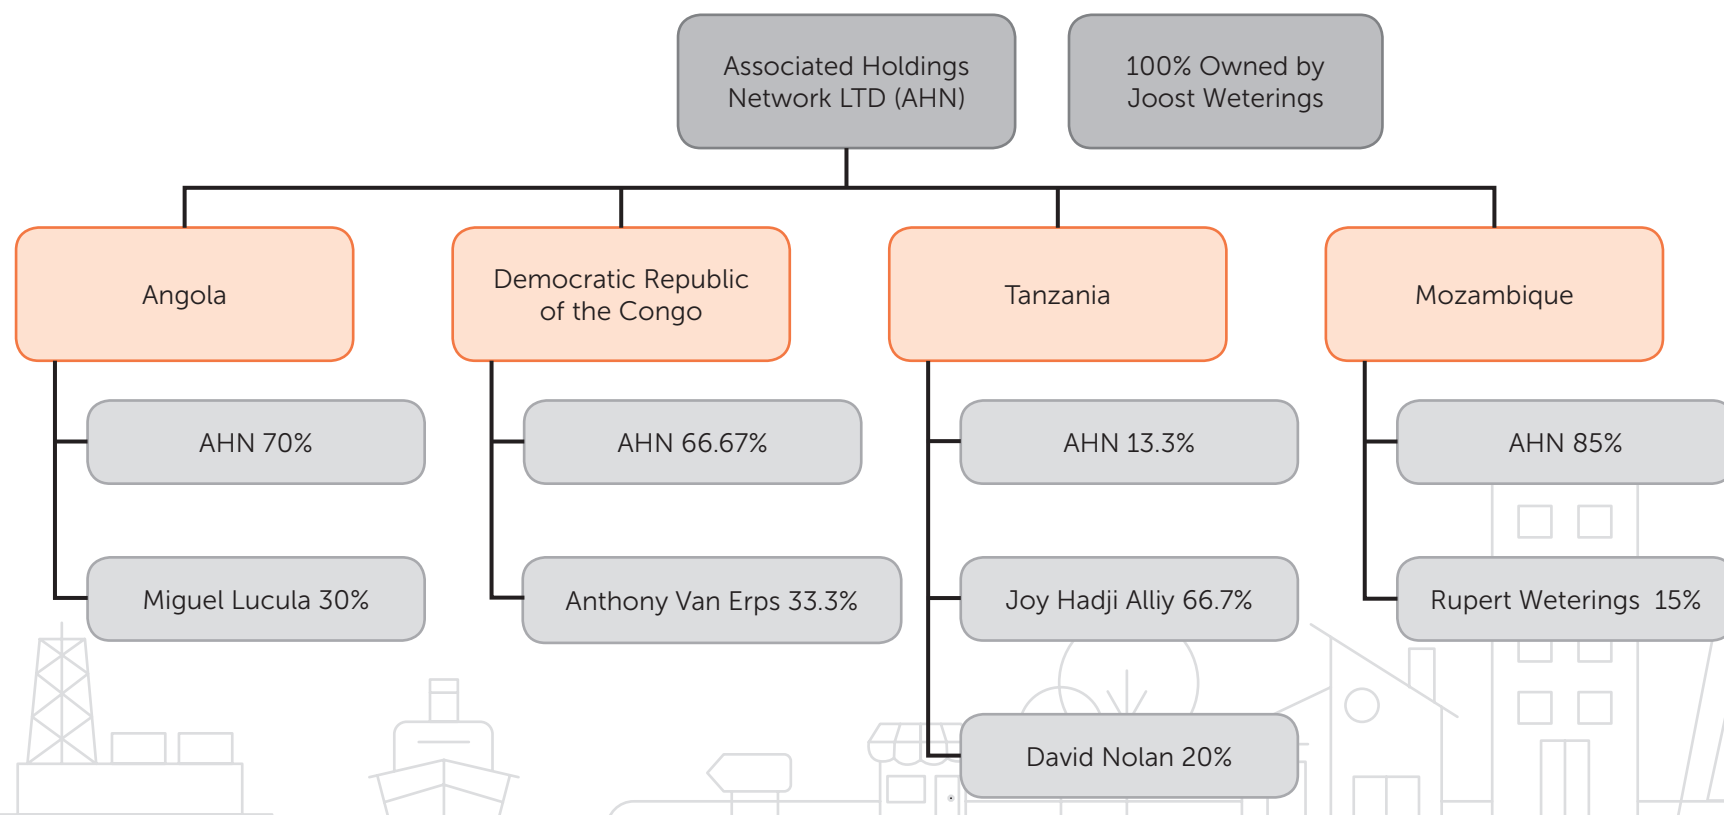 Associated Holdings
Network LTD (AHN)
100% Owned by
Joost Weterings
Angola
Democratic Republic
of the Congo
Tanzania
Mozambique
AHN 70%
AHN 66.67%
AHN 13.3%
AHN 85%
Miguel Lucula 30%
Anthony Van Erps 33.3%
Joy Hadji Alliy 66.7%
Rupert Weterings 15%
David Nolan 20%